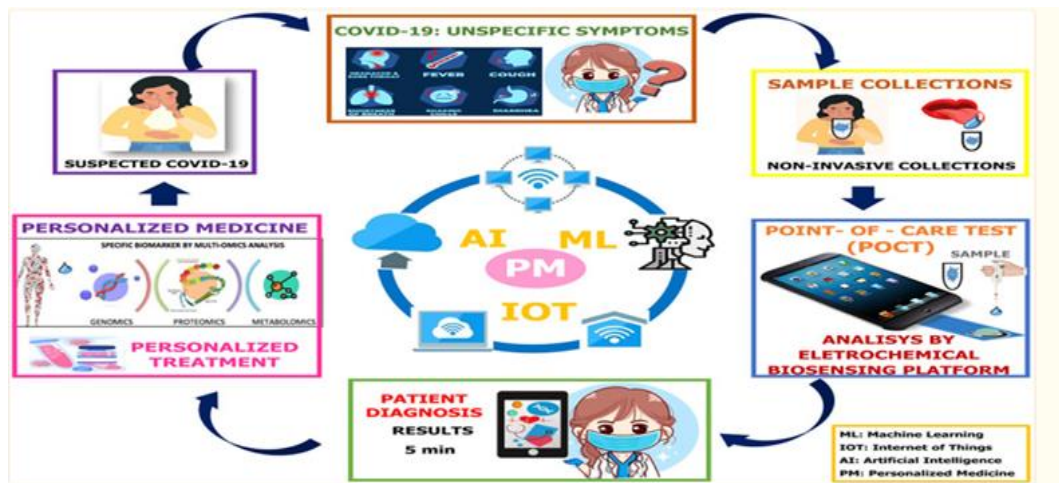 COVID-19: UNSPECIFIC SYMPTOMS
FEVER
COUGH
SHORTNESS
OF BREATH
DIARRHEA
SAMPLE COLLECTIONS
NON-INVASIVE COLLECTIONS
POINT- OF - CARE TEST
(POCT)
SAMPLE
ANALISYS BY
ELETROCHEMICAL
BIOSENSING PLATFORM
PATIENT
DIAGNOSIS
RESULTS
5 min
PERSONALIZED MEDICINE
SPECIFIC BIOMARKER BY MULTI-OMICS ANALYSIS
GENOMICS
PROTEOMICS
METABOLOMICS
PERSONALIZED
TREATMENT
SUSPECTED COVID-19
AI
ML
PM
IOT
ML: Machine Learning
IOT: Internet of Things
AI: Artificial Intelligence
PM: Personalized Medicine